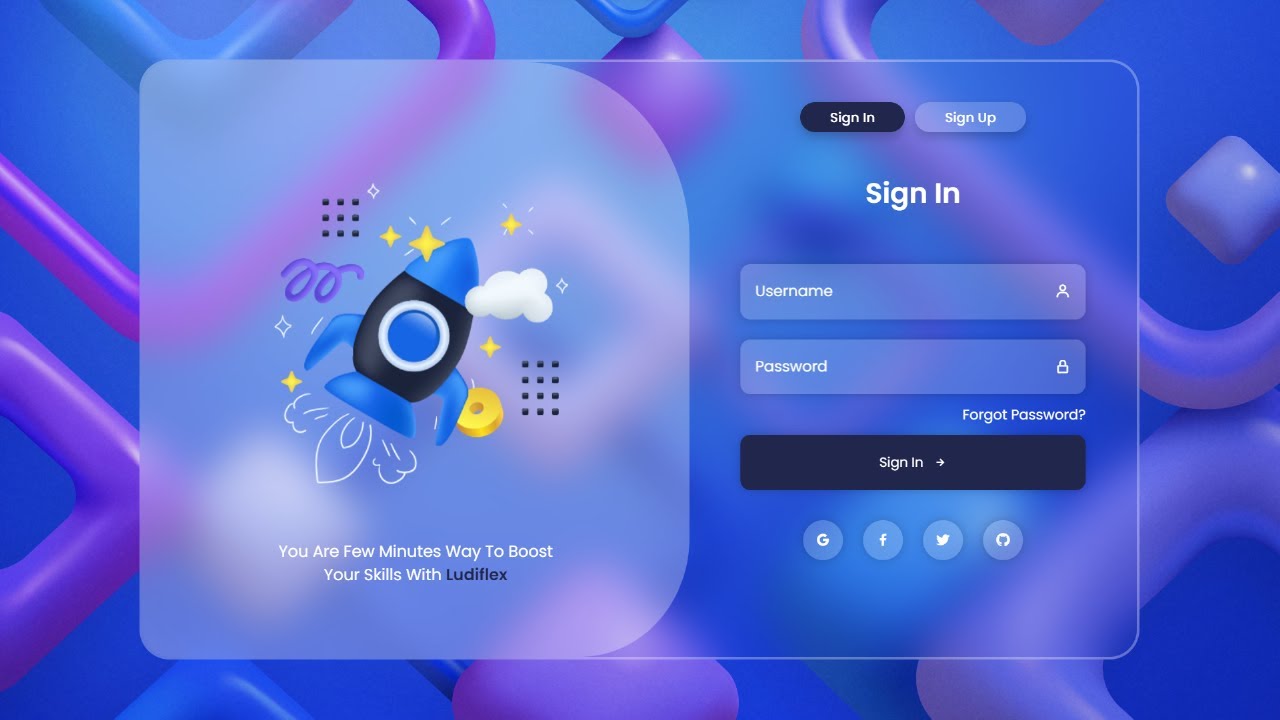 Sign In
Sign Up
Sign In
Username
Password
Forgot Password?
Sign In
You Are Few Minutes Way To Boost
Your Skills With Ludiflex